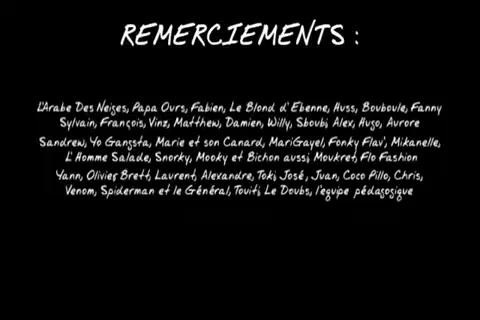 REMERCIEMENTS :
L'Arabe Des Neiges, Papa Ours, Fabien, Le Blond d'Ebenne, Huss, Bouboule, Fanny
Sylvain, François, Vinz, Matthew, Damien, Willy, Sboubi, Alex, Hugo, Aurore
Sandrew, Yo Gangsta, Marie et son Canard, MariGayel, Fonky Flav', Mikanelle,
L'Homme Salade, Snorky, Mooky et Bichon aussi, Moukret, Flo Fashion
Yann, Olivier Brett, Laurent, Alexandre, Toki, José, Juan, Coco Pillo, Chris,
Venom, Spiderman et le Général, Touiti, Le Doubs, l'equipe pédagogique